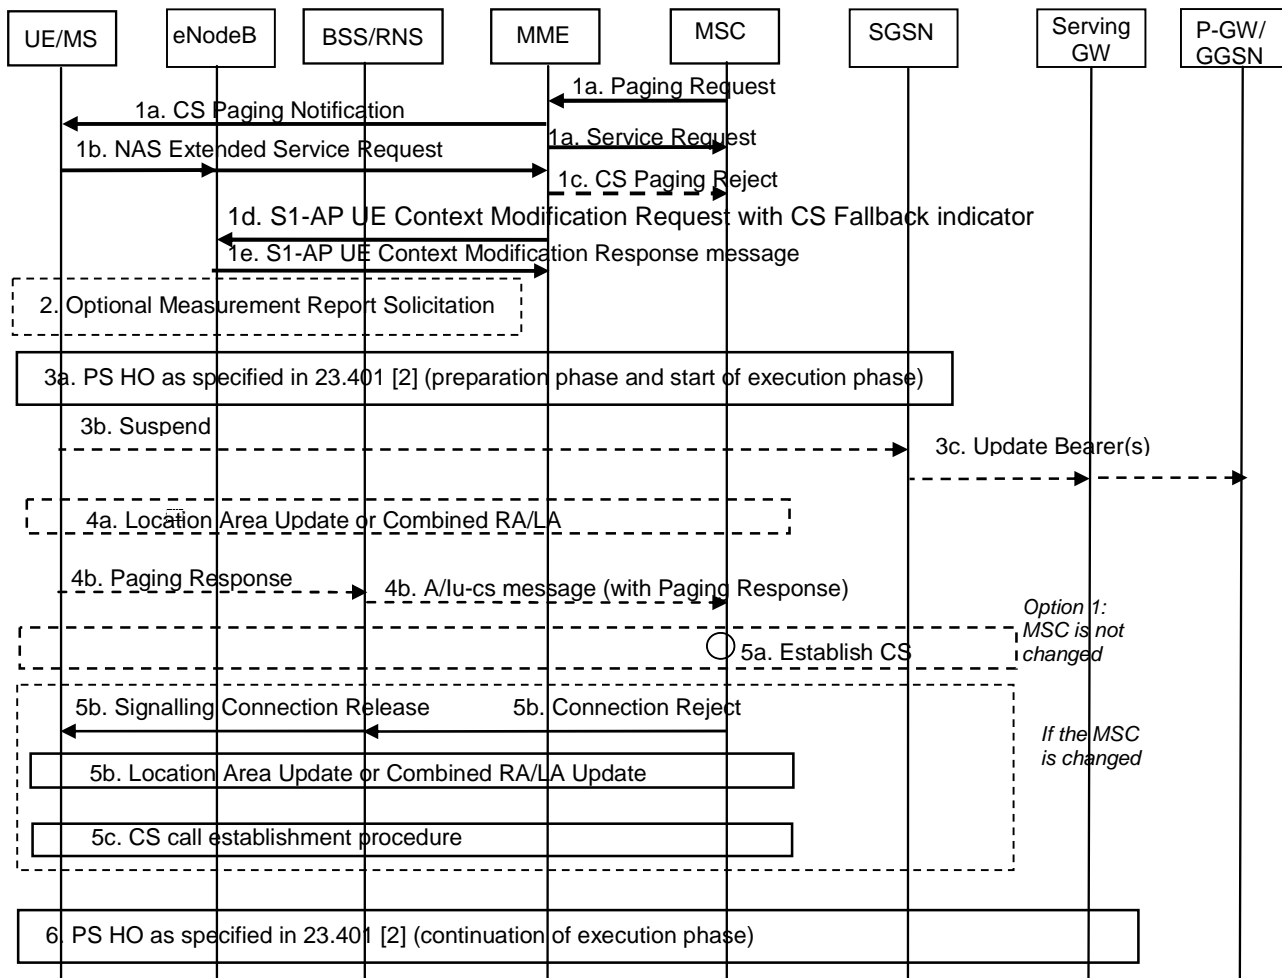 UE/MS
eNodeB
BSS/RNS
MME
MSC
SGSN
Serving
GW
P-GW/
GGSN
1a. Paging Request
1a. CS Paging Notification
1a. Service Request
1b. NAS Extended Service Request
1c. CS Paging Reject
1d. S1-AP UE Context Modification Request with CS Fallback indicator
1e. S1-AP UE Context Modification Response message
2. Optional Measurement Report Solicitation
3a. PS HO as specified in 23.401 [2] (preparation phase and start of execution phase)
3b. Suspend
3c. Update Bearer(s)
4a. Location Area Update or Combined RA/LA
4b. Paging Response
4b. A/Iu-cs message (with Paging Response)
Option 1:
MSC is not
changed
5a. Establish CS
5b. Signalling Connection Release
5b. Connection Reject
If the MSC
is changed
5b. Location Area Update or Combined RA/LA Update
5c. CS call establishment procedure
6. PS HO as specified in 23.401 [2] (continuation of execution phase)